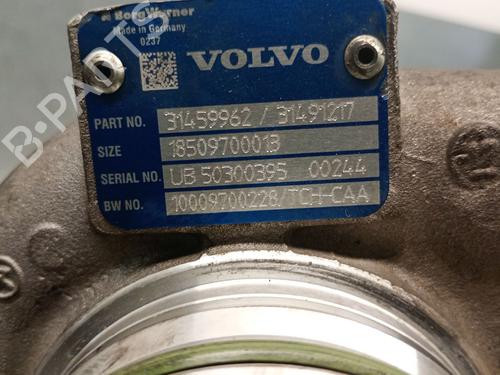 BorgWarner
Made in Germany
0237
VOLVO
PART NO. 31459962 / 31491217
SIZE 18509700013
SERIAL NO. UB 50300395 00244
BW NO. 10009700228/TCH-CAA
B-PARTS